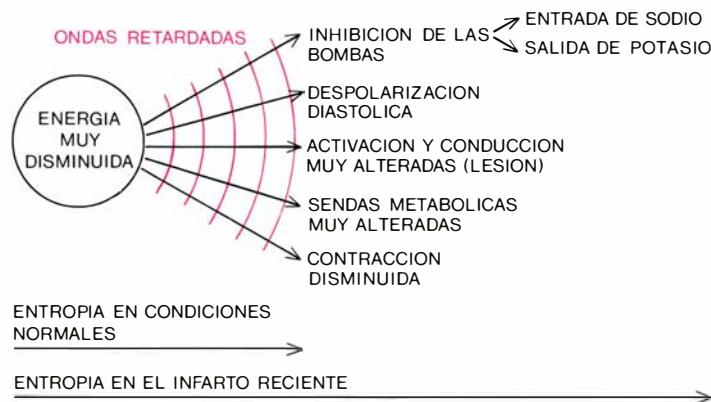 ONDAS RETARDADAS
ENERGIA
MUY
DISMINUIDA
INHIBICION DE LAS
BOMBAS
ENTRADA DE SODIO
SALIDA DE POTASIO
DESPOLARIZACION
DIASTOLICA
ACTIVACION Y CONDUCCION
MUY ALTERADAS (LESION)
SENDAS METABOLICAS
MUY ALTERADAS
CONTRACCION
DISMINUIDA
ENTROPIA EN CONDICIONES
NORMALES
ENTROPIA EN EL INFARTO RECIENTE